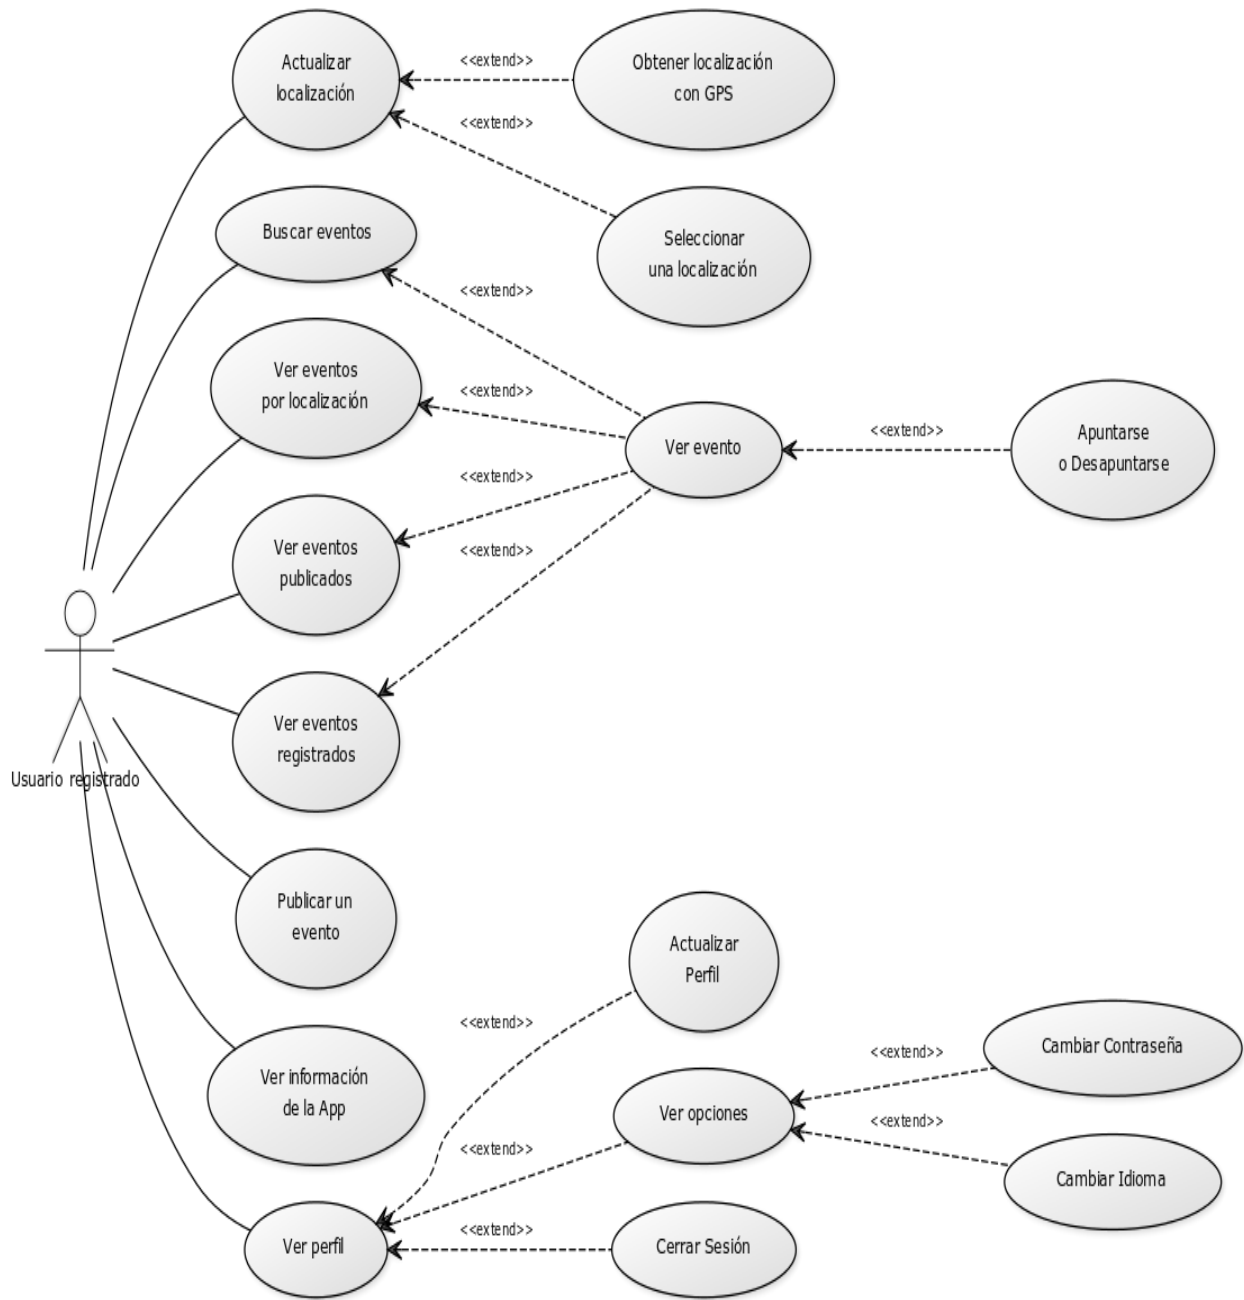 Actualizar
localización
<<extend>>
Obtener localización
con GPS
<<extend>>
Seleccionar
una localización
Buscar eventos
<<extend>>
Ver eventos
por localización
<<extend>>
Ver evento
<<extend>>
Apuntarse
o Desapuntarse
<<extend>>
Ver eventos
publicados
<<extend>>
Ver eventos
registrados
Usuario registrado
Publicar un
evento
Actualizar
Perfil
<<extend>>
Ver información
de la App
Ver opciones
<<extend>>
Cambiar Contraseña
<<extend>>
Cambiar Idioma
<<extend>>
Ver perfil
<<extend>>
Cerrar Sesión